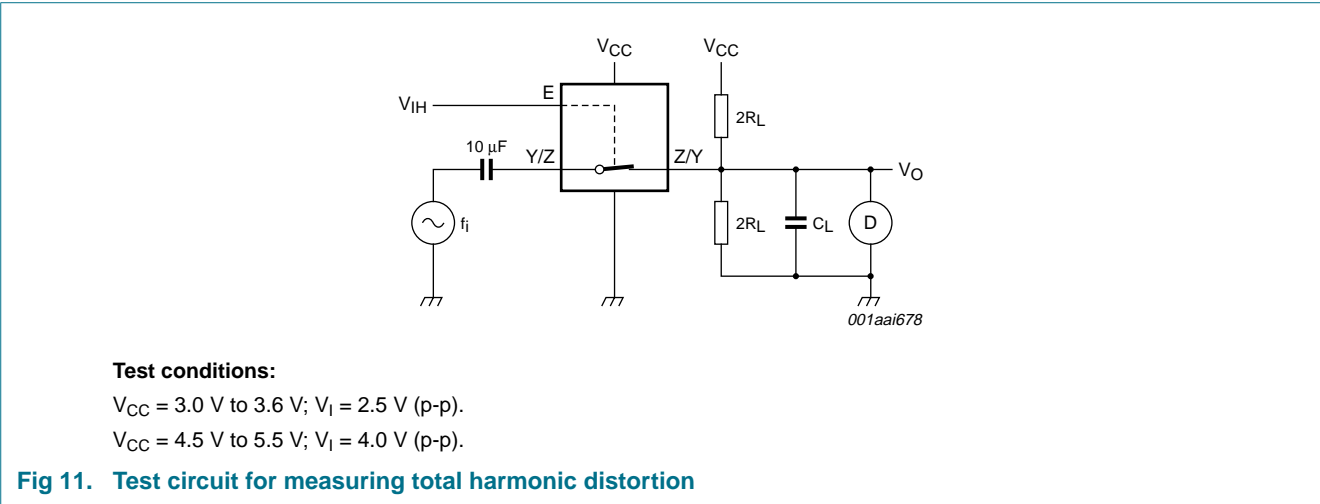 VCC VCC
E
VIH
2RL
10 μF
Y/Z Z/Y
VO
fi
2RL CL D
001aai678
Test conditions:
VCC = 3.0 V to 3.6 V; VI = 2.5 V (p-p).
VCC = 4.5 V to 5.5 V; VI = 4.0 V (p-p).
Fig 11. Test circuit for measuring total harmonic distortion